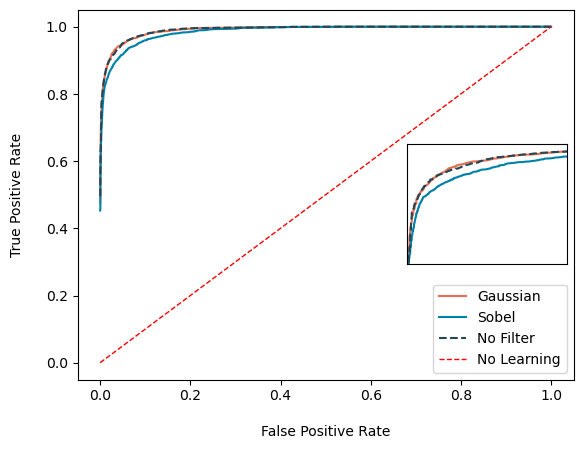 True Positive Rate
1.0
0.8
0.6
0.4
0.2
0.0
Gaussian
Sobel
No Filter
No Learning
0.0 0.2 0.4 0.6 0.8 1.0
False Positive Rate